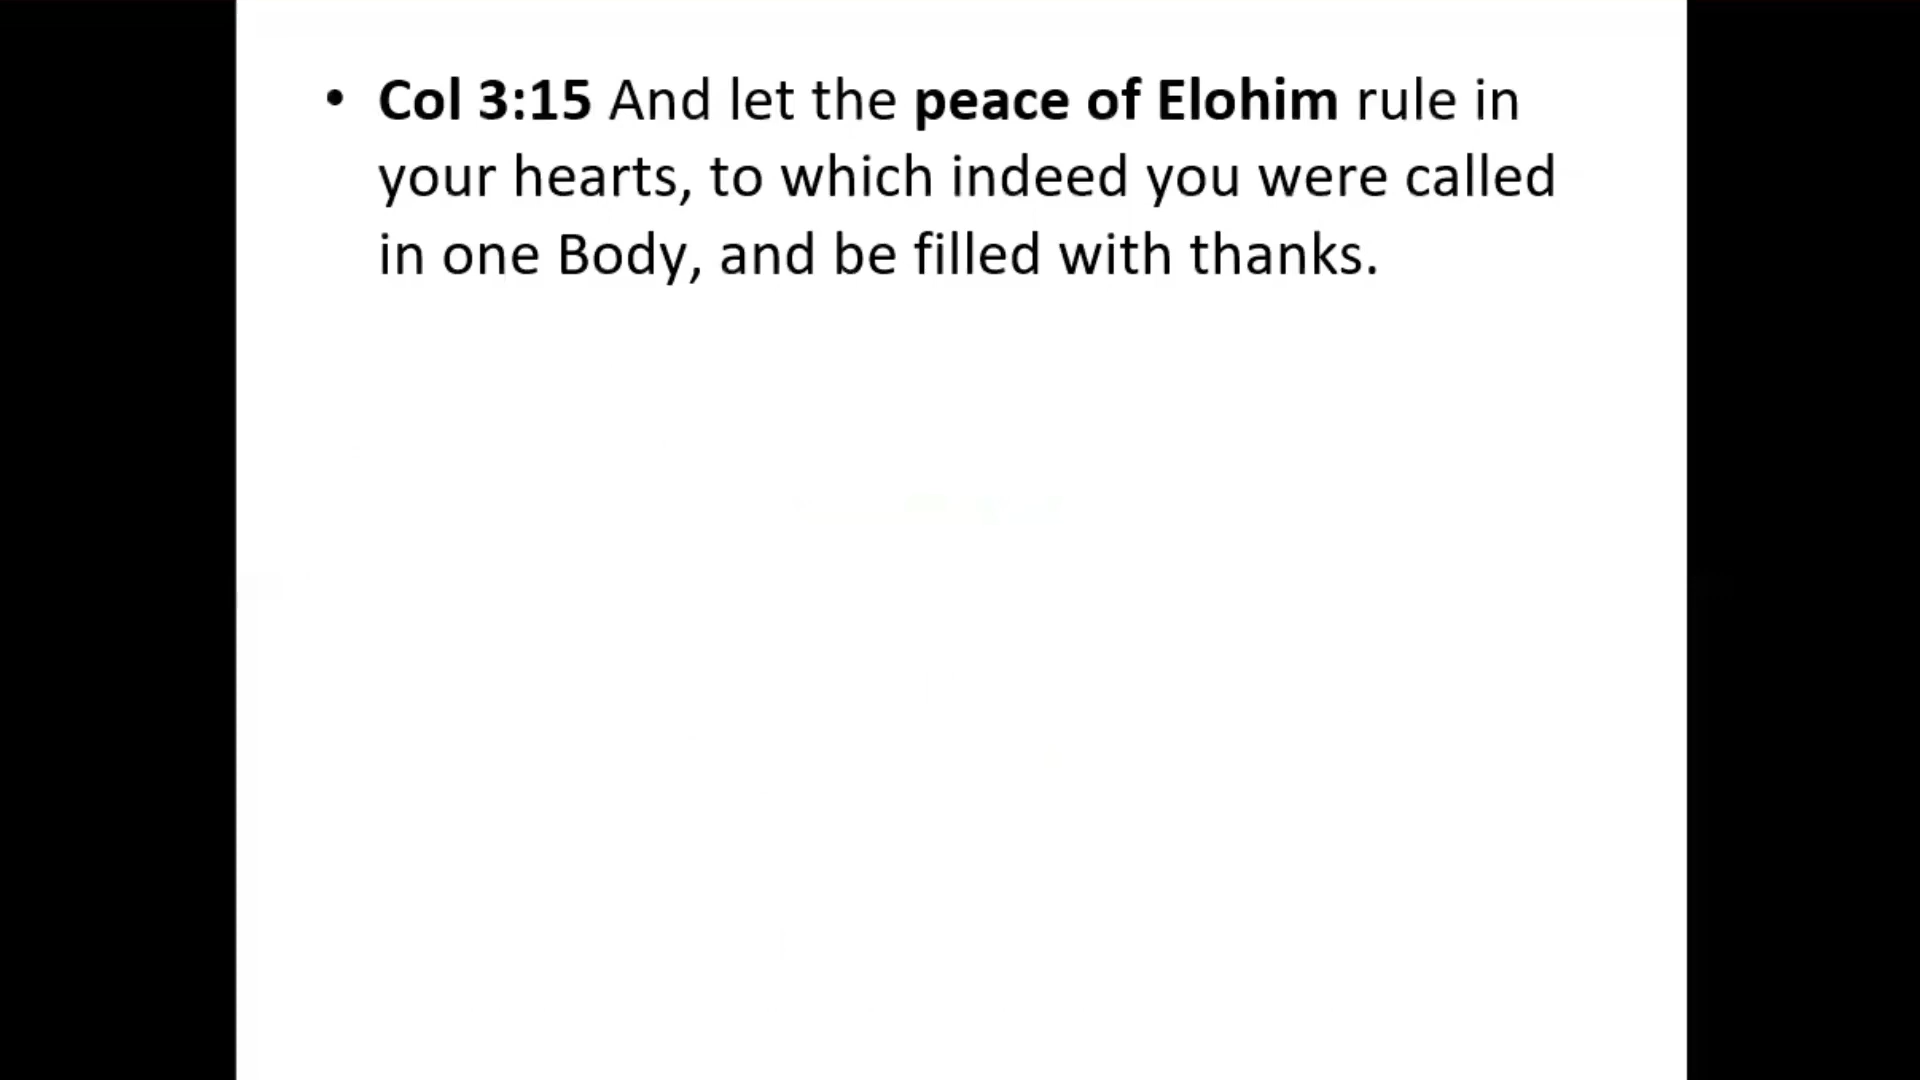 • Col 3:15 And let the peace of Elohim rule in
your hearts, to which indeed you were called
in one Body, and be filled with thanks.